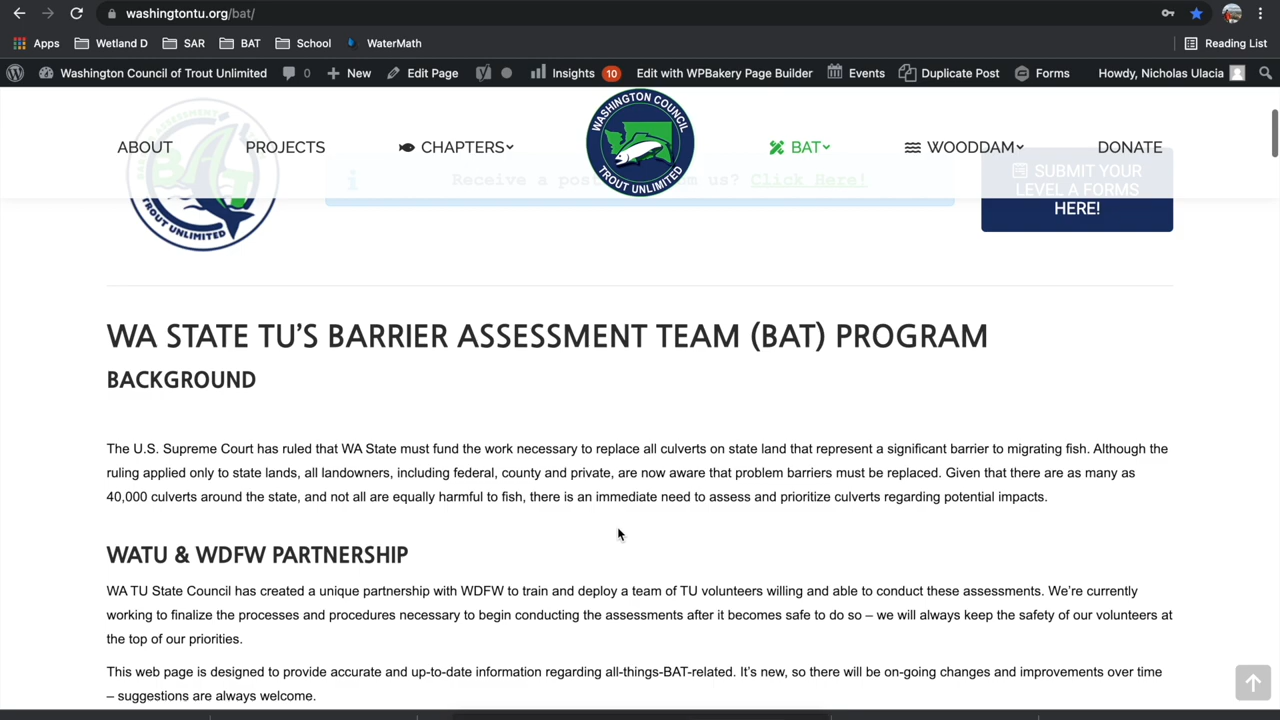 washingtontu.org/bat/
Apps Wetland D SAR BAT School WaterMath Reading List
Washington Council of Trout Unlimited 0 New Edit Page Insights 10 Edit with WPBakery Page Builder Events Duplicate Post Forms Howdy, Nicholas Ulacia
WASHINGTON COUNCIL
TROUT UNLIMITED
ABOUT PROJECTS CHAPTERS BAT WOODDAM DONATE
Receive a post us? Click Here!
SUBMIT YOUR
LEVEL A FORMS
HERE!
BAT
TROUT UNLIMITED
WA STATE TU'S BARRIER ASSESSMENT TEAM (BAT) PROGRAM
BACKGROUND
The U.S. Supreme Court has ruled that WA State must fund the work necessary to replace all culverts on state land that represent a significant barrier to migrating fish. Although the
ruling applied only to state lands, all landowners, including federal, county and private, are now aware that problem barriers must be replaced. Given that there are as many as
40,000 culverts around the state, and not all are equally harmful to fish, there is an immediate need to assess and prioritize culverts regarding potential impacts.
WATU & WDFW PARTNERSHIP
WA TU State Council has created a unique partnership with WDFW to train and deploy a team of TU volunteers willing and able to conduct these assessments. We're currently
working to finalize the processes and procedures necessary to begin conducting the assessments after it becomes safe to do so – we will always keep the safety of our volunteers at
the top of our priorities.
This web page is designed to provide accurate and up-to-date information regarding all-things-BAT-related. It's new, so there will be on-going changes and improvements over time
– suggestions are always welcome.